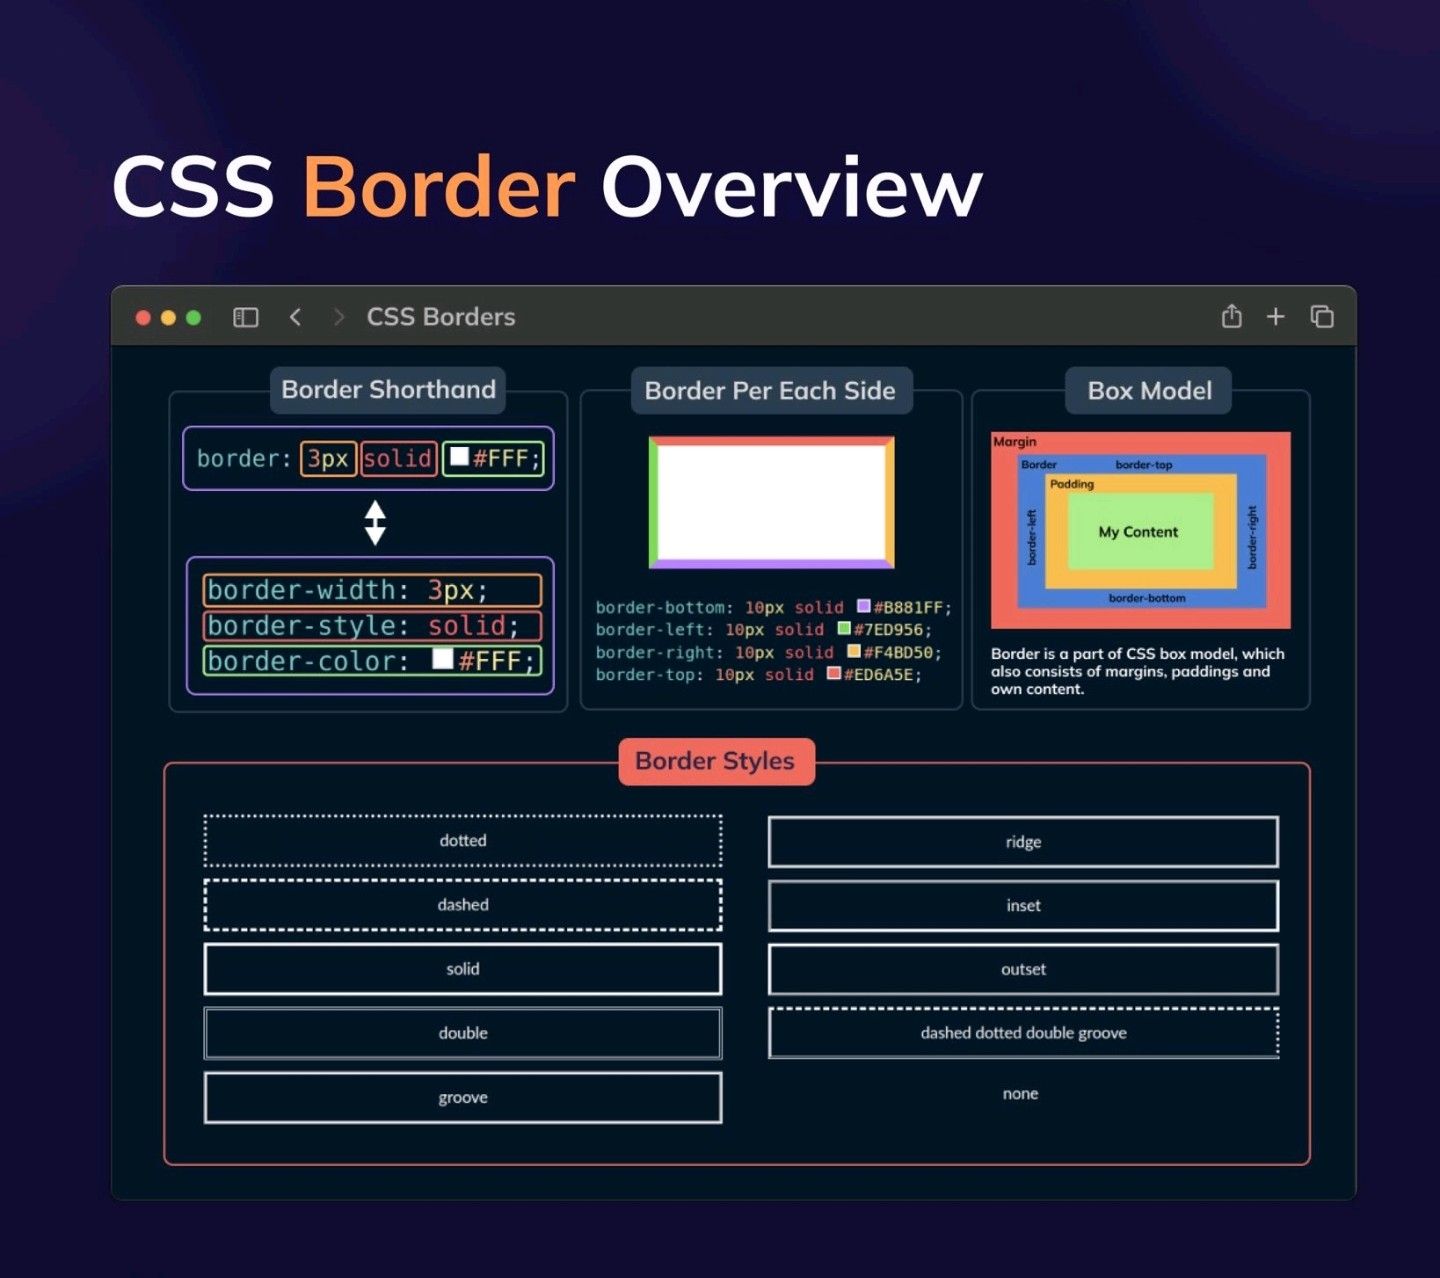 CSS Border Overview
CSS Borders
Border Shorthand
border: 3px solid #FFF;
border-width: 3px;
border-style: solid;
border-color: #FFF;
Border Per Each Side
border-bottom: 10px solid #B881FF;
border-left: 10px solid #7ED956;
border-right: 10px solid #F4BD50;
border-top: 10px solid #ED6A5E;
Box Model
Margin
Border
border-top
Padding
border-left
My Content
border-right
border-bottom
Border is a part of CSS box model, which
also consists of margins, paddings and
own content.
Border Styles
dotted
dashed
solid
double
groove
ridge
inset
outset
dashed dotted double groove
none